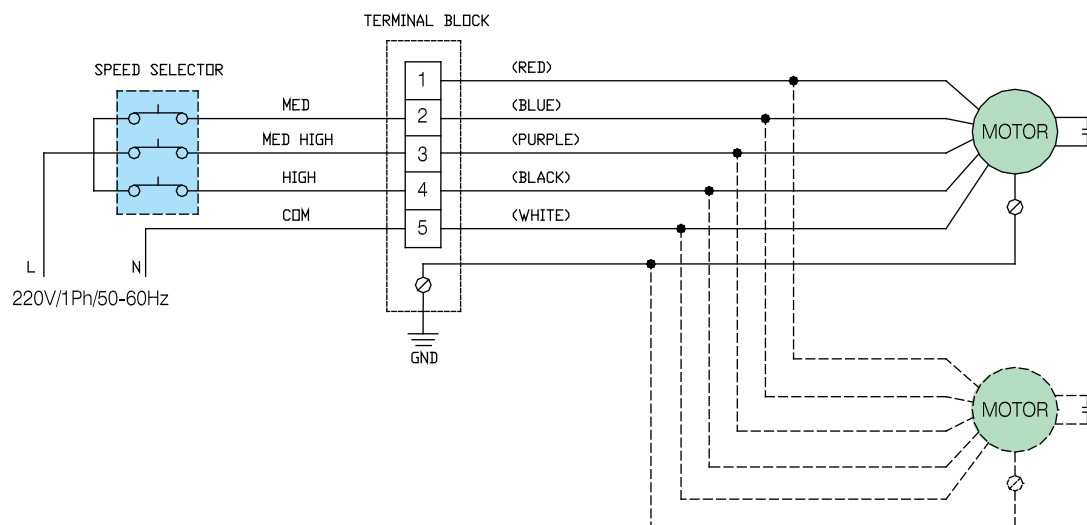 TERMINAL BLOCK
SPEED SELECTOR
1
(RED)
MED
2
(BLUE)
MED HIGH
3
(PURPLE)
HIGH
4
(BLACK)
COM
5
(WHITE)
MOTOR
L
N
220V/1Ph/50-60Hz
GND
MOTOR